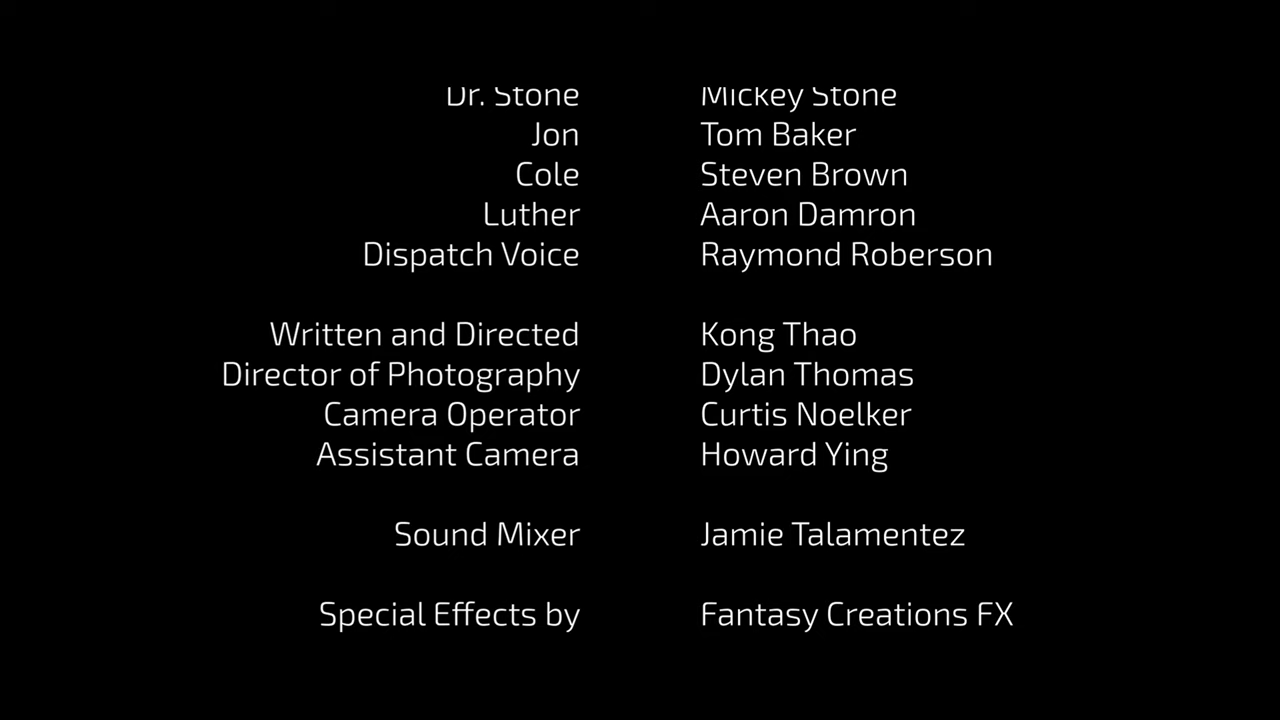 Dr. Stone Mickey Stone
Jon Tom Baker
Cole Steven Brown
Luther Aaron Damron
Dispatch Voice Raymond Roberson
Written and Directed Kong Thao
Director of Photography Dylan Thomas
Camera Operator Curtis Noelker
Assistant Camera Howard Ying
Sound Mixer Jamie Talamentez
Special Effects by Fantasy Creations FX